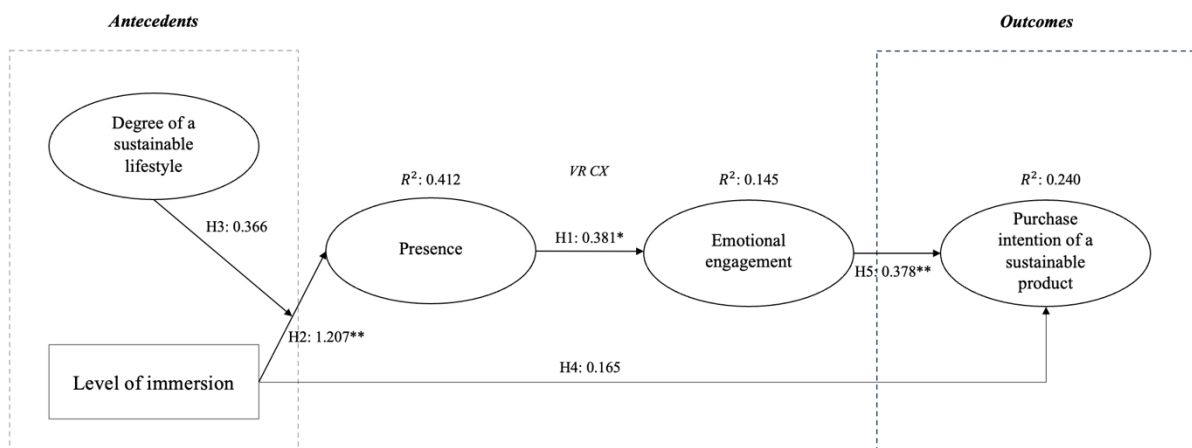 Antecedents
Outcomes
Degree of a
sustainable
lifestyle
H3: 0.366
Level of immersion
H2: 1.207**
R²: 0.412
Presence
VR CX
H1: 0.381*
R²: 0.145
Emotional
engagement
H5: 0.378**
R²: 0.240
Purchase
intention of a
sustainable
product
H4: 0.165